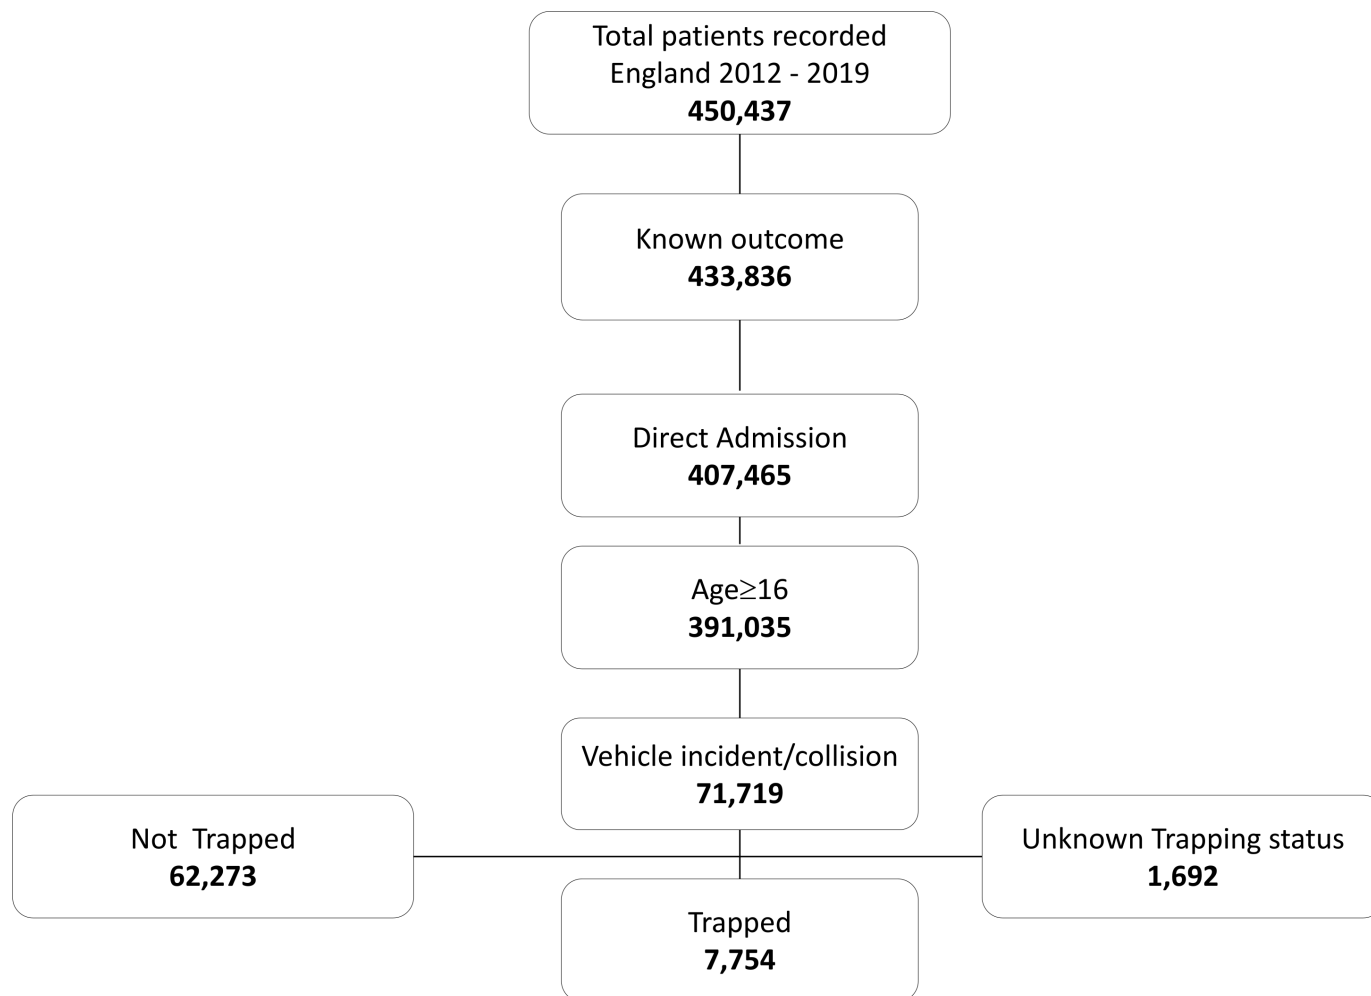 Total patients recorded
England 2012 - 2019
450,437
Known outcome
433,836
Direct Admission
407,465
Age≥16
391,035
Vehicle incident/collision
71,719
Not  Trapped
62,273
Unknown Trapping status
1,692
Trapped
7,754